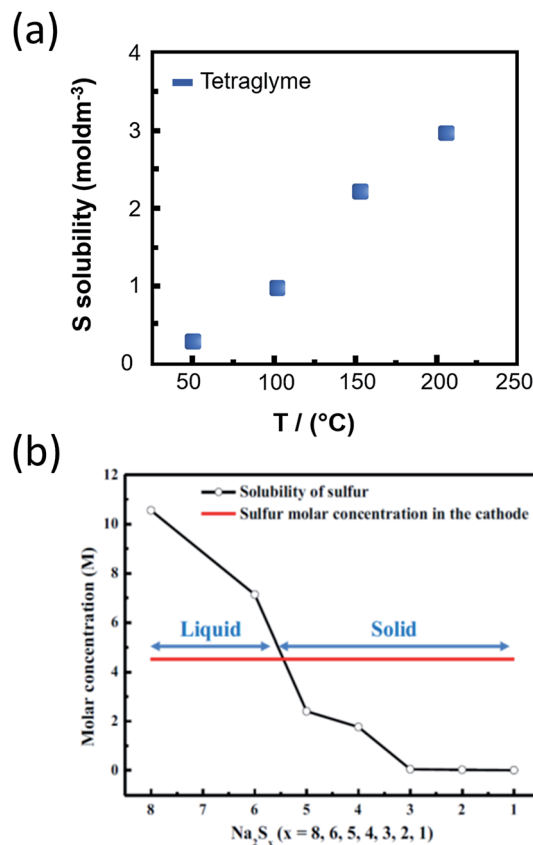 (a)
S solubility (moldm⁻³)
4
3
2
1
0
Tetraglyme
50 100 150 200 250
T / (°C)
(b)
Molar concentration (M)
12
10
8
6
4
2
0
Solubility of sulfur
Sulfur molar concentration in the cathode
Liquid Solid
8 7 6 5 4 3 2 1
Na₂Sₓ (x = 8, 6, 5, 4, 3, 2, 1)